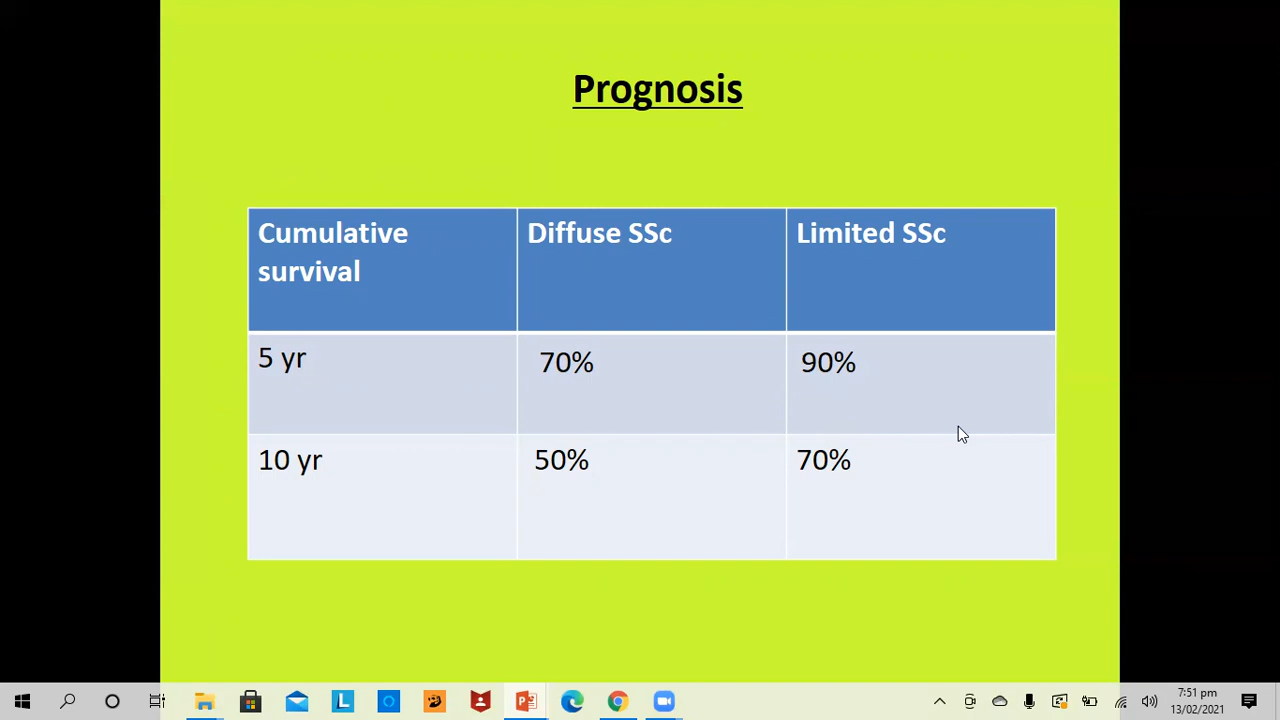 Prognosis
Cumulative survival
Diffuse SSc
Limited SSc
5 yr
70%
90%
10 yr
50%
70%
L
7:51 pm
13/02/2021